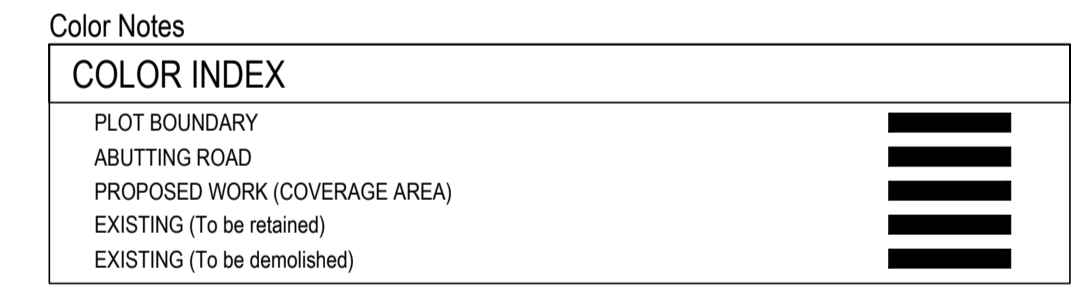 Color Notes
COLOR INDEX
PLOT BOUNDARY
ABUTTING ROAD
PROPOSED WORK (COVERAGE AREA)
EXISTING (To be retained)
EXISTING (To be demolished)